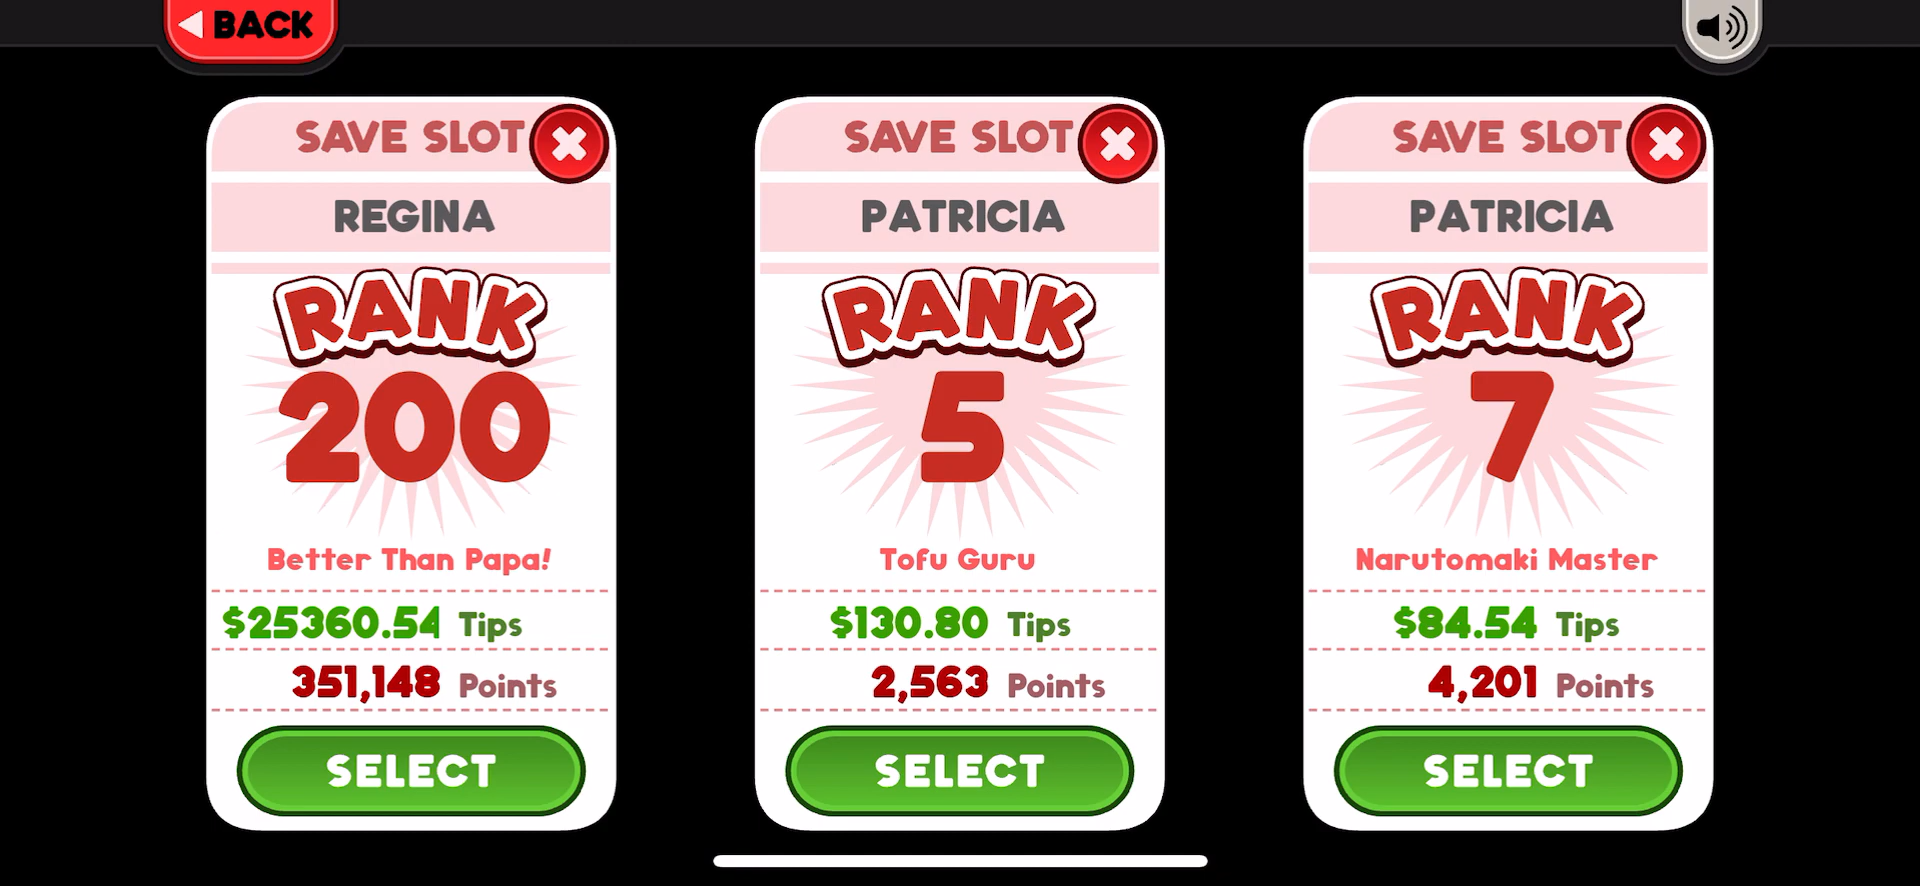 BACK
SAVE SLOT
REGINA
RANK
200
Better Than Papa!
$25360.54 Tips
351,148 Points
SELECT
SAVE SLOT
PATRICIA
RANK
5
Tofu Guru
$130.80 Tips
2,563 Points
SELECT
SAVE SLOT
PATRICIA
RANK
7
Narutomaki Master
$84.54 Tips
4,201 Points
SELECT